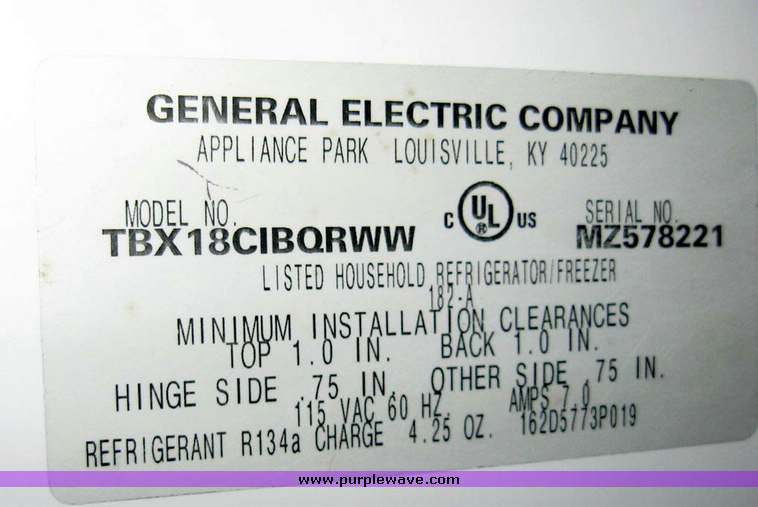 GENERAL ELECTRIC COMPANY
APPLIANCE PARK LOUISVILLE, KY 40225
MODEL NO. C UL ® US SERIAL NO.
TBX18CIBQRWW MZ578221
LISTED HOUSEHOLD REFRIGERATOR/FREEZER
182-A
MINIMUM INSTALLATION CLEARANCES
TOP 1.0 IN. BACK 1.0 IN.
HINGE SIDE .75 IN. OTHER SIDE .75 IN.
115 VAC 60 HZ. AMPS 7.0
REFRIGERANT R134a CHARGE 4.25 OZ. 162D5773P019
www.purplewave.com